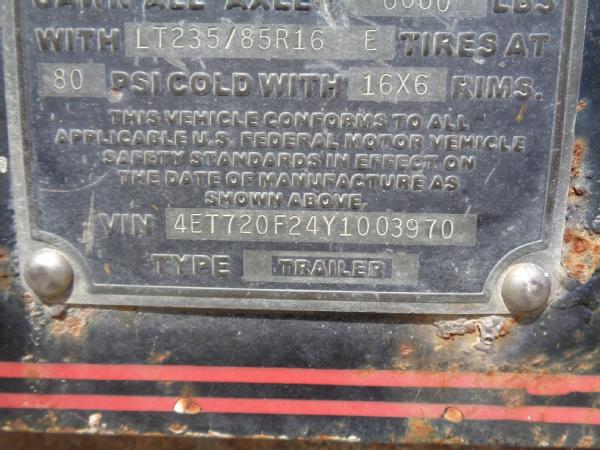 GAWR ALL AXLE 6000 LBS
WITH LT235/85R16 E TIRES AT
80 PSI COLD WITH 16X6 RIMS.
THIS VEHICLE CONFORMS TO ALL
APPLICABLE U.S. FEDERAL MOTOR VEHICLE
SAFETY STANDARDS IN EFFECT ON
THE DATE OF MANUFACTURE AS
SHOWN ABOVE.
VIN 4ET720F24Y1003970
TYPE TRAILER